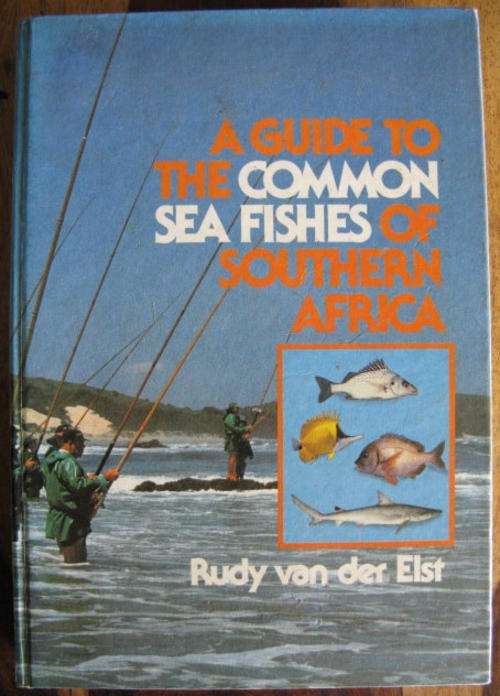 A GUIDE TO
THE COMMON
SEA FISHES OF
SOUTHERN
AFRICA
Rudy van der Elst